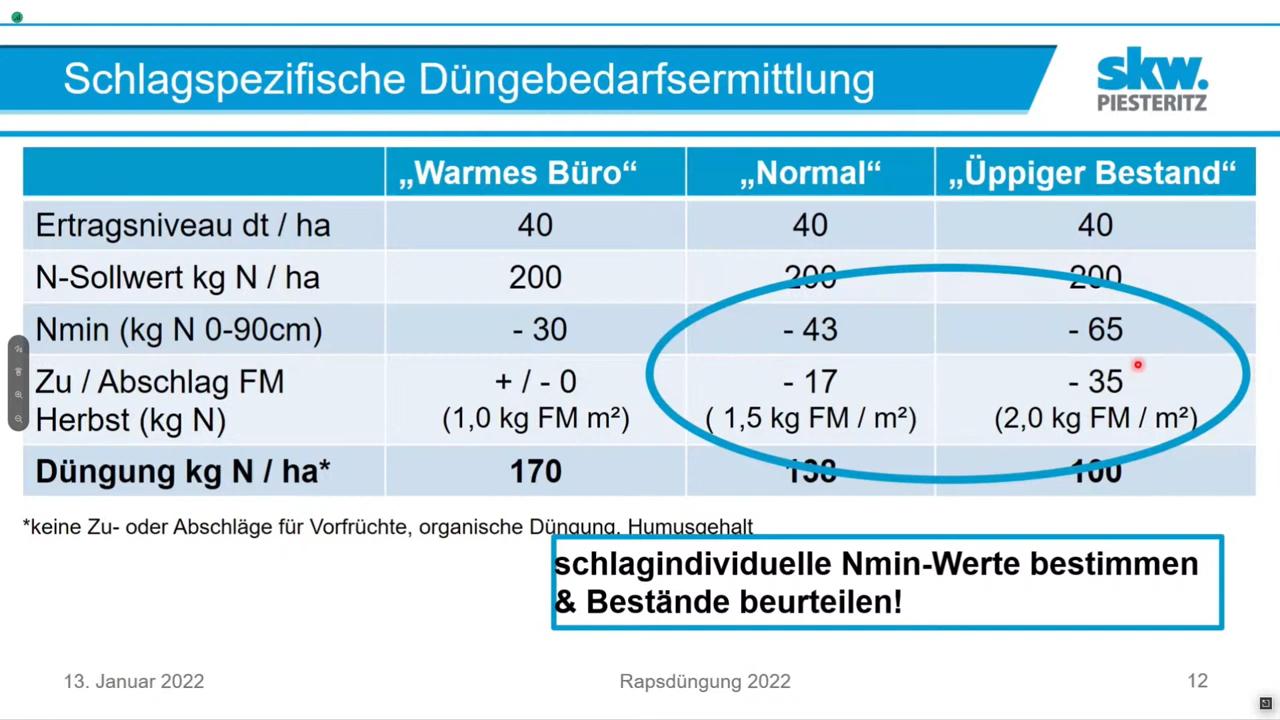 Schlagspezifische Düngebedarfsermittlung
skw.
PIESTERITZ
„Warmes Büro“ „Normal“ „Üppiger Bestand“
Ertragsniveau dt / ha 40 40 40
N-Sollwert kg N / ha 200 200 200
Nmin (kg N 0-90cm) - 30 - 43 - 65
Zu / Abschlag FM + / - 0 - 17 - 35
Herbst (kg N) (1,0 kg FM m²) ( 1,5 kg FM / m²) (2,0 kg FM / m²)
Düngung kg N / ha* 170 138 100
*keine Zu- oder Abschläge für Vorfrüchte, organische Düngung, Humusgehalt
schlagindividuelle Nmin-Werte bestimmen
& Bestände beurteilen!
13. Januar 2022 Rapsdüngung 2022 12